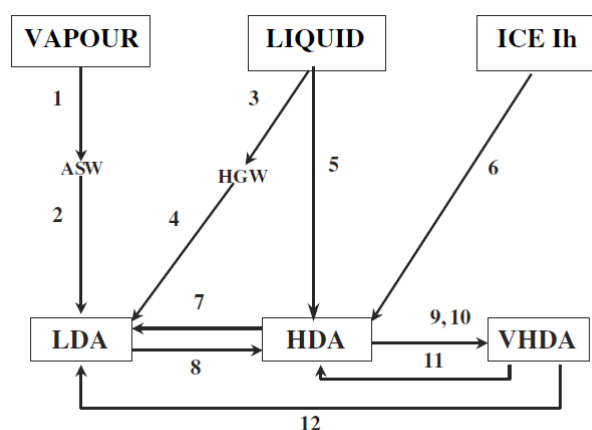 VAPOUR LIQUID ICE Ih
1 3
ASW HGW 5 6
2 4
7 9, 10
LDA HDA VHDA
8 11
12